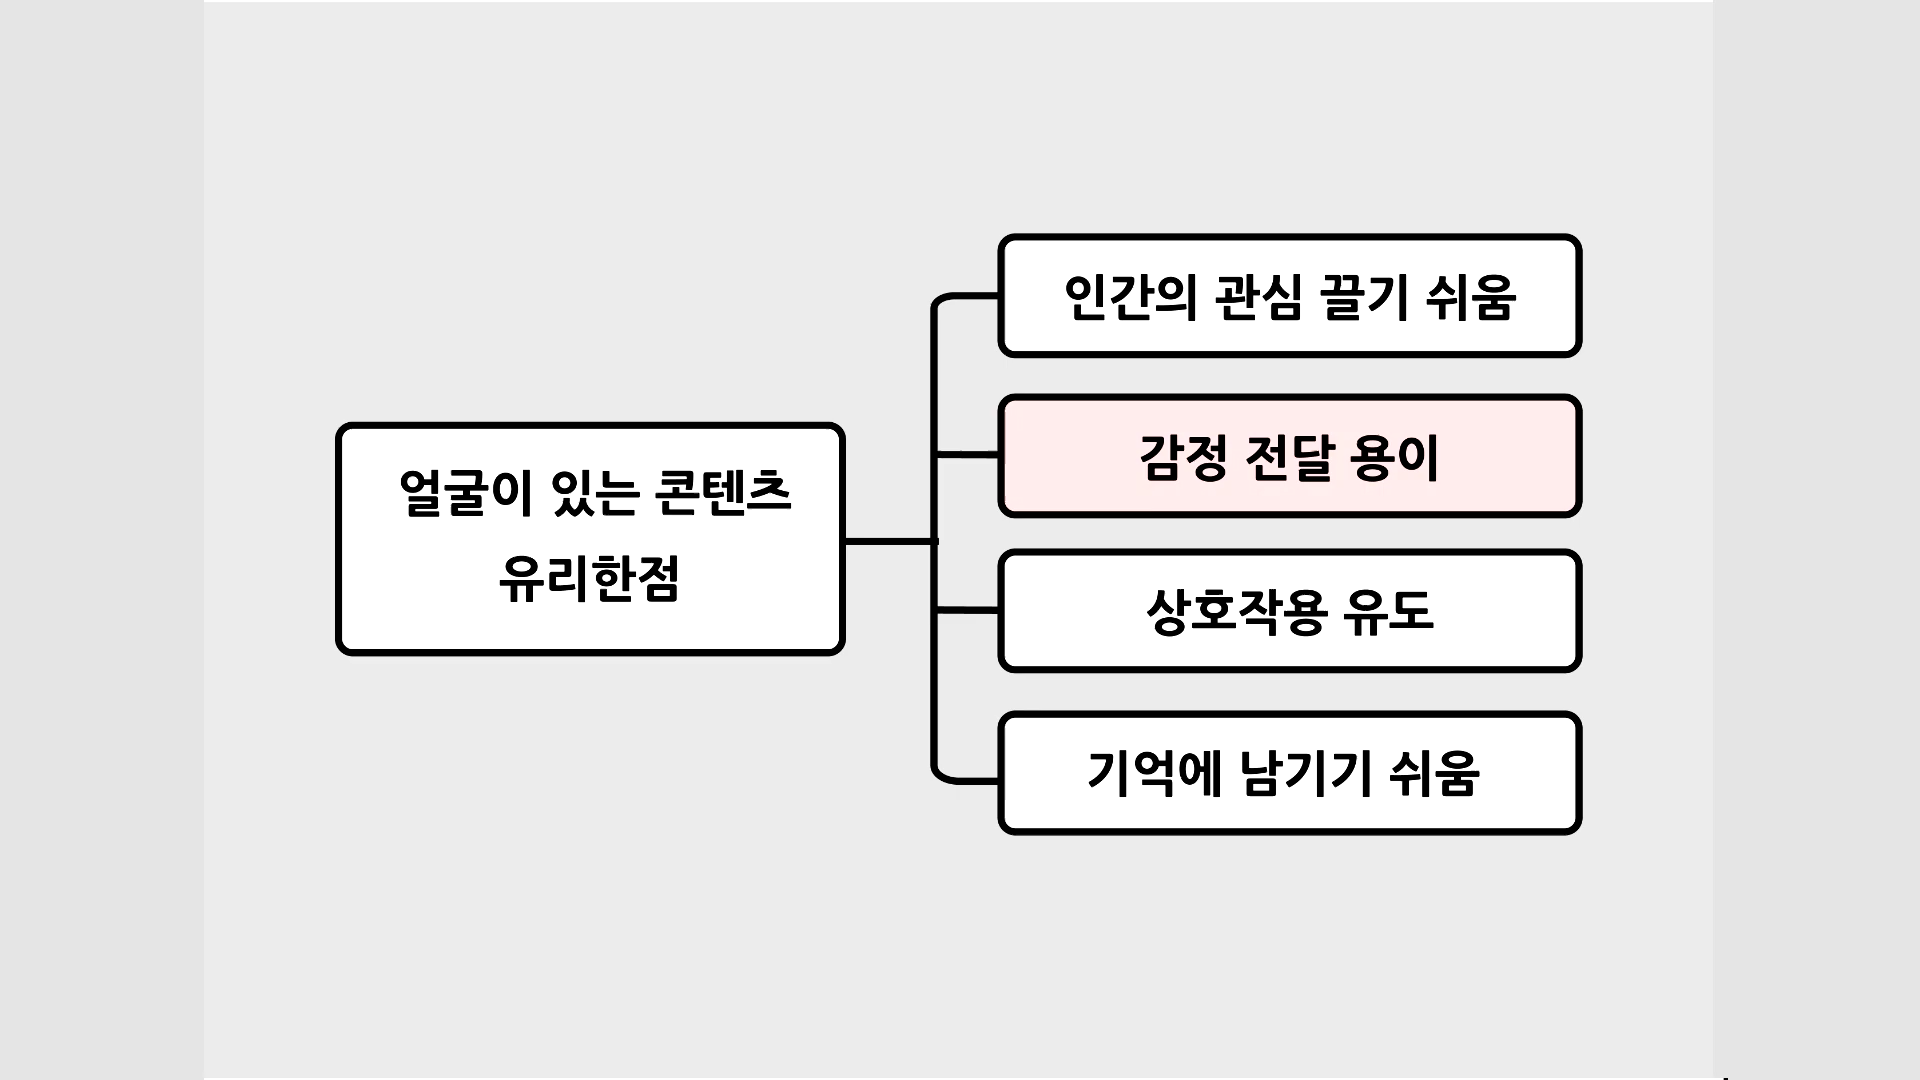 얼굴이 있는 콘텐츠
유리한점
인간의 관심 끌기 쉬움
감정 전달 용이
상호작용 유도
기억에 남기기 쉬움